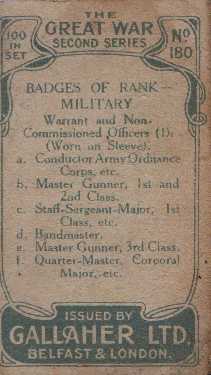 THE
GREAT WAR
SECOND SERIES
100 IN SET
No 180
BADGES OF RANK—
MILITARY
Warrant and Non-
Commissioned Officers (1).
(Worn on Sleeve).
a. Conductor Army Ordnance
Corps, etc.
b. Master Gunner, 1st and
2nd Class.
c. Staff-Sergeant-Major, 1st
Class, etc.
d. Bandmaster.
e. Master Gunner, 3rd Class.
f. Quarter-Master, Corporal
Major, etc.
ISSUED BY
GALLAHER LTD.
BELFAST & LONDON.